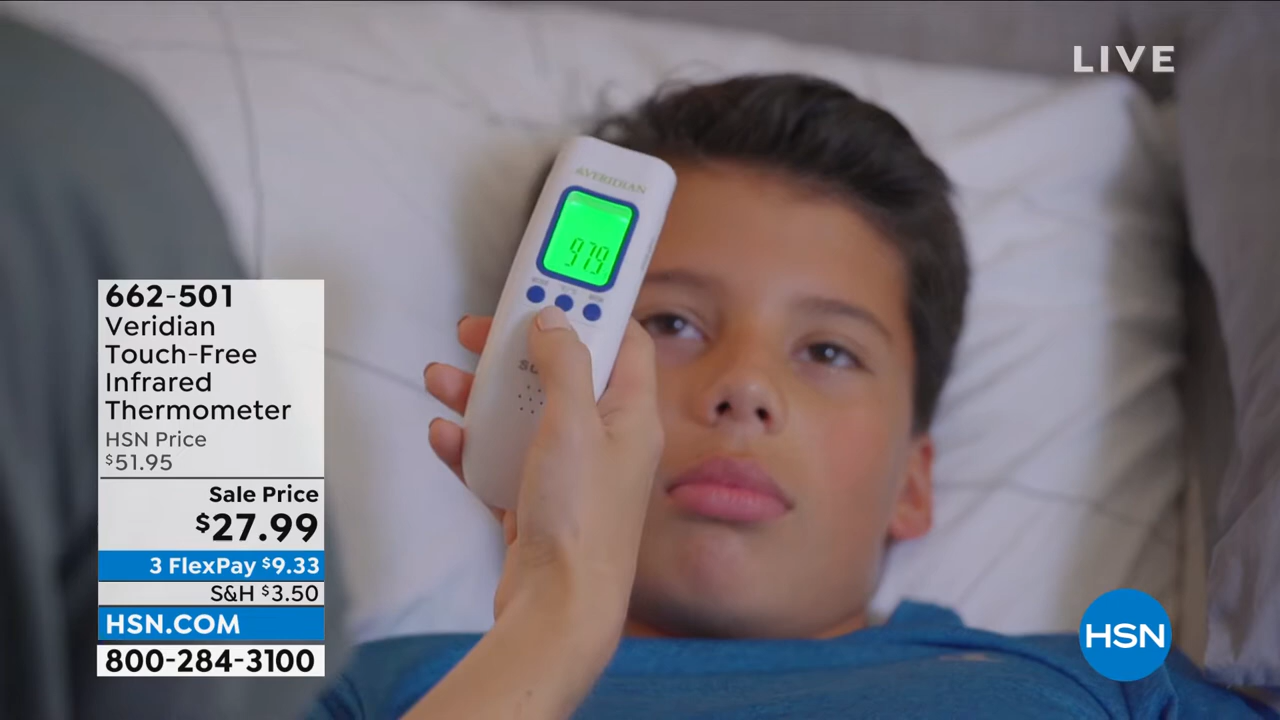 LIVE
VERIDIAN
97.9
662-501
Veridian
Touch-Free
Infrared
Thermometer
HSN Price
$51.95
Sale Price
$27.99
3 FlexPay $9.33
S&H $3.50
HSN.COM
800-284-3100
HSN